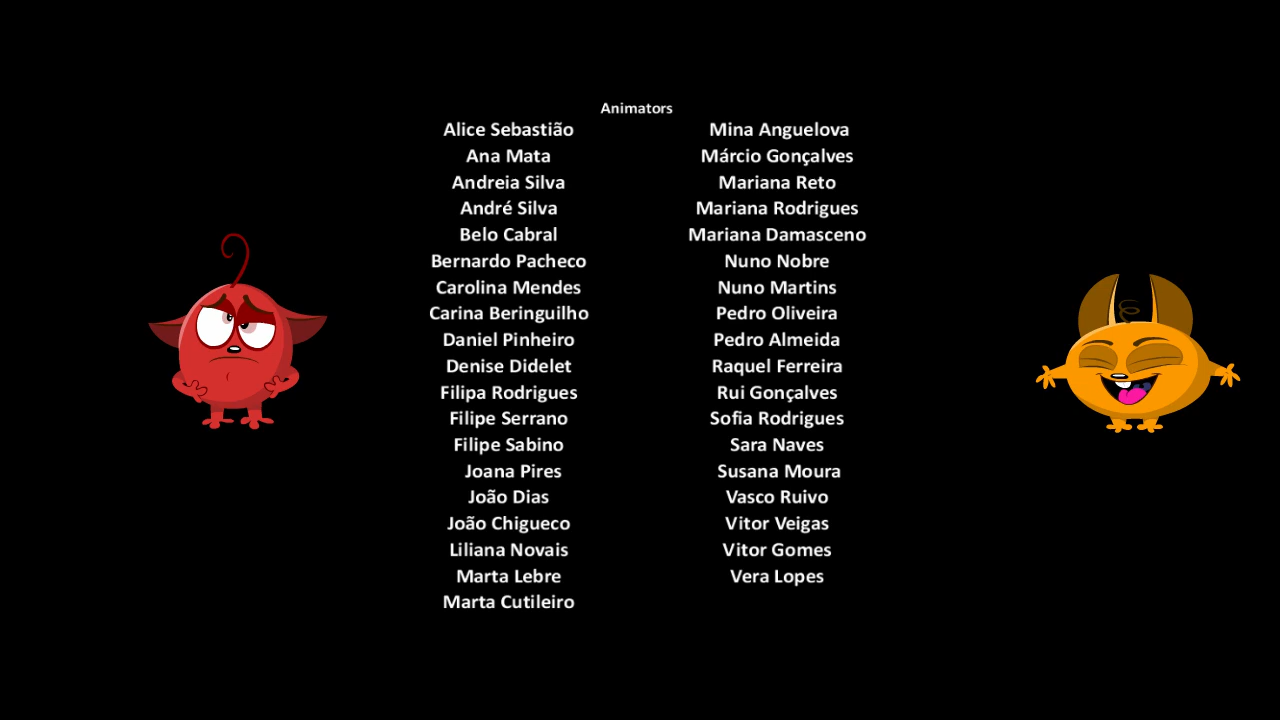 Animators
Alice Sebastião
Ana Mata
Andreia Silva
André Silva
Belo Cabral
Bernardo Pacheco
Carolina Mendes
Carina Beringuilho
Daniel Pinheiro
Denise Didelet
Filipa Rodrigues
Filipe Serrano
Filipe Sabino
Joana Pires
João Dias
João Chigueco
Liliana Novais
Marta Lebre
Marta Cutileiro
Mina Anguelova
Márcio Gonçalves
Mariana Reto
Mariana Rodrigues
Mariana Damasceno
Nuno Nobre
Nuno Martins
Pedro Oliveira
Pedro Almeida
Raquel Ferreira
Rui Gonçalves
Sofia Rodrigues
Sara Naves
Susana Moura
Vasco Ruivo
Vitor Veigas
Vitor Gomes
Vera Lopes